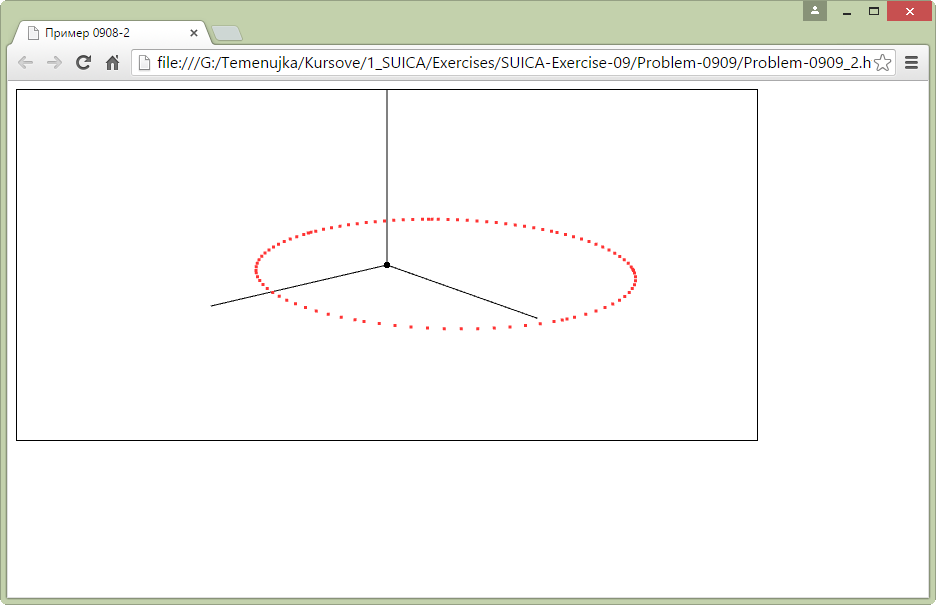 Пример 0908-2
file:///G:/Temenujka/Kursove/1_SUICA/Exercises/SUICA-Exercise-09/Problem-0909/Problem-0909_2.h